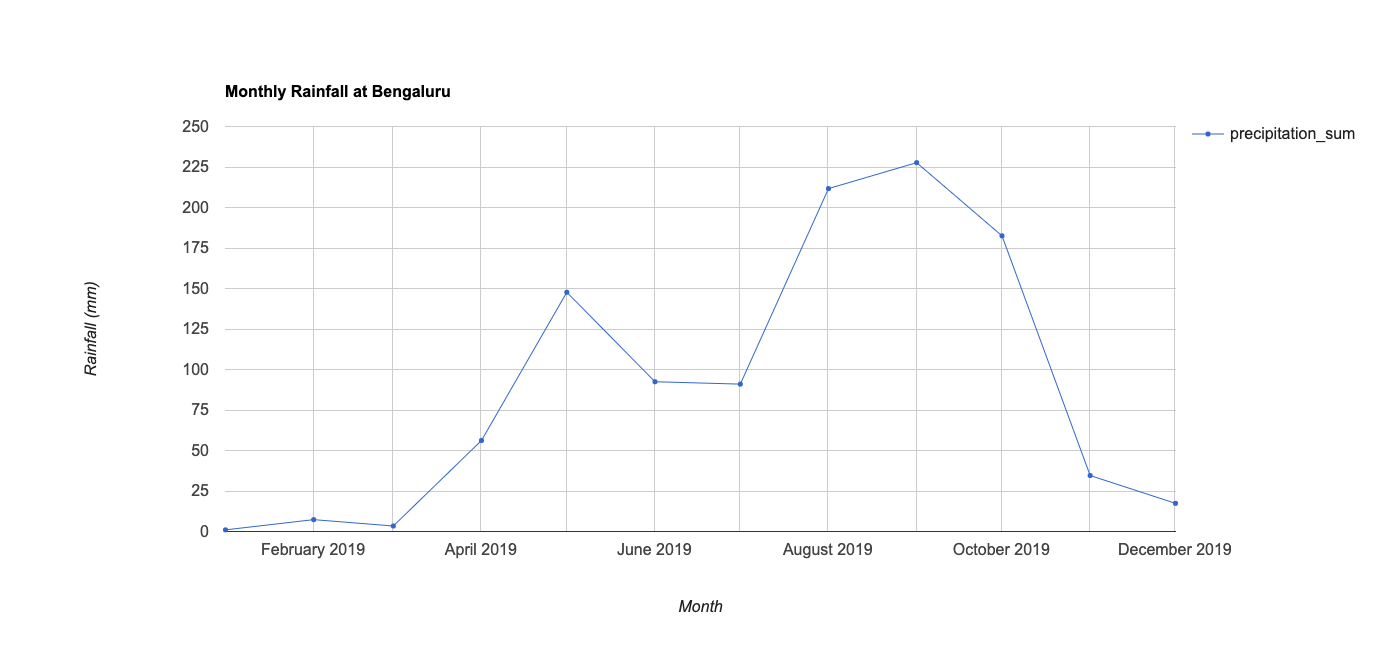 Monthly Rainfall at Bengaluru
precipitation_sum
250
225
200
175
150
125
100
75
50
25
0
Rainfall (mm)
February 2019 April 2019 June 2019 August 2019 October 2019 December 2019
Month